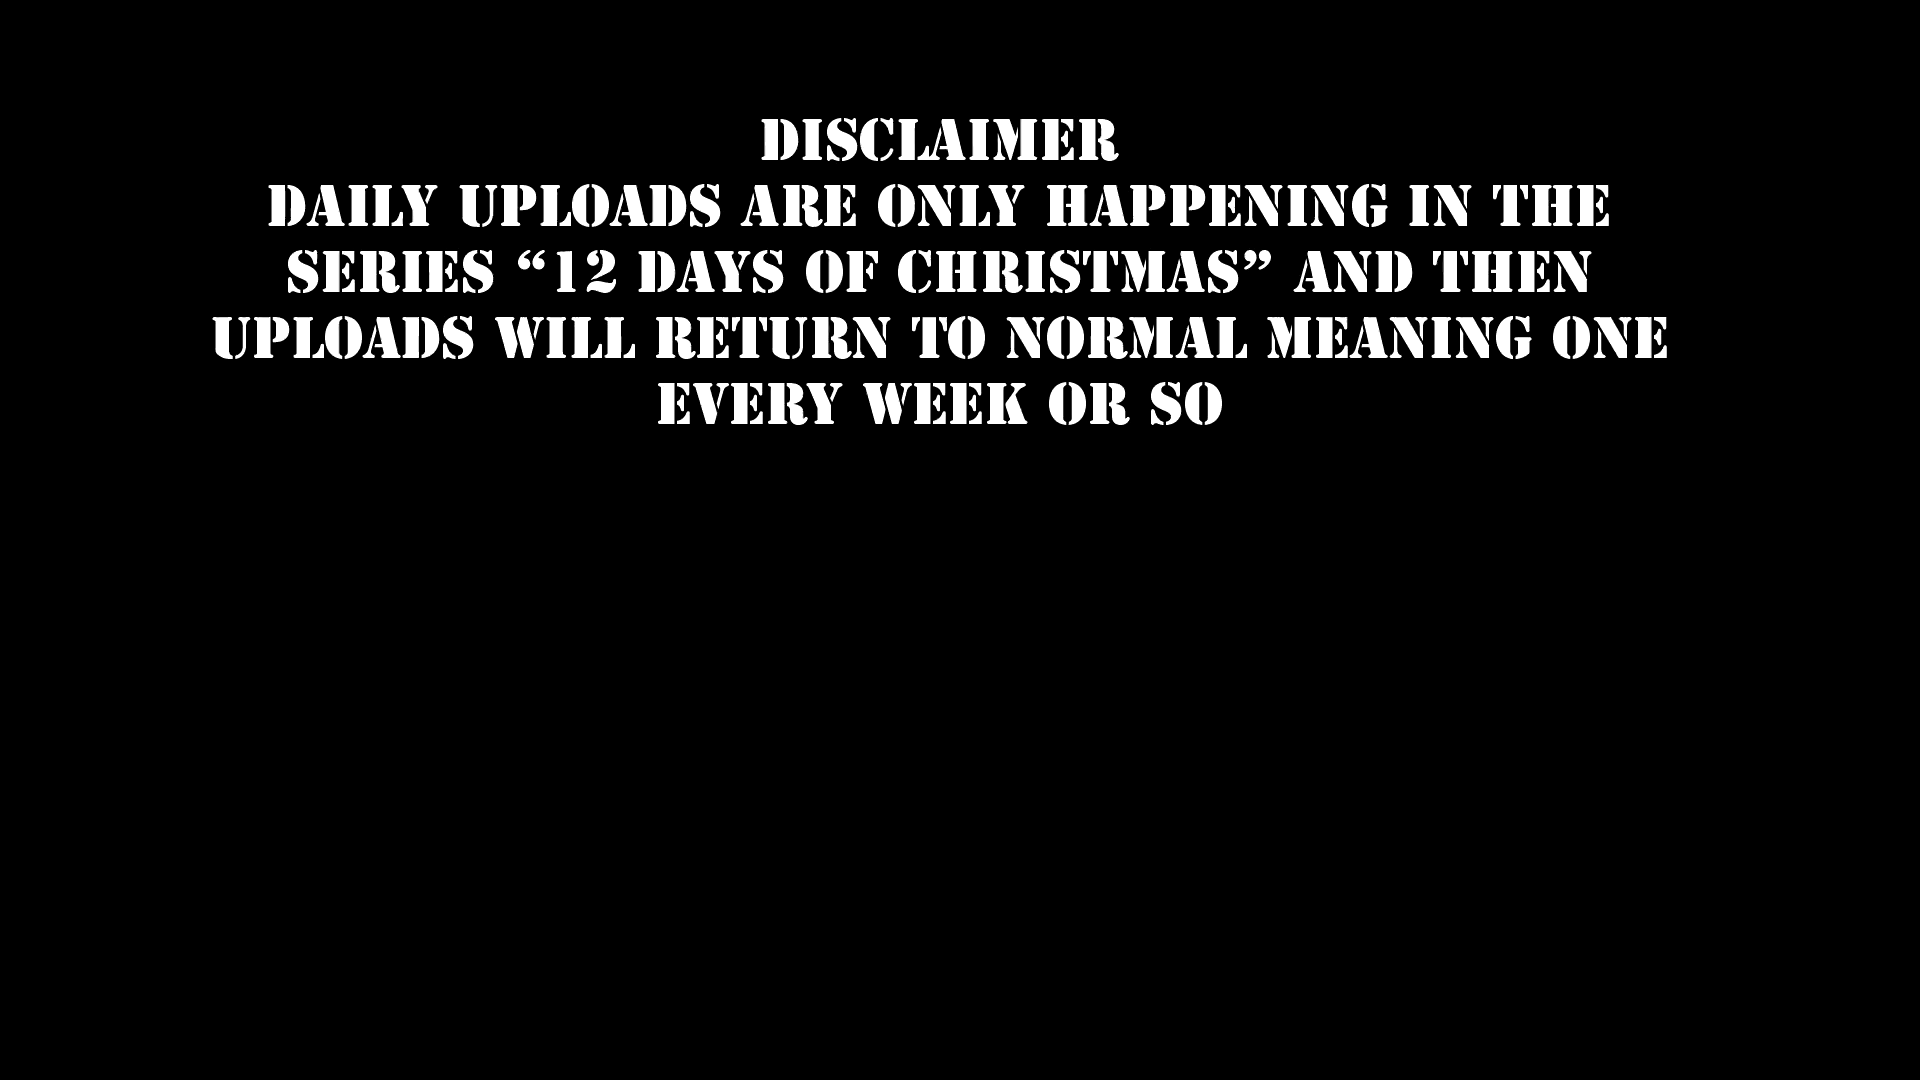 DISCLAIMER
DAILY UPLOADS ARE ONLY HAPPENING IN THE
SERIES “12 DAYS OF CHRISTMAS” AND THEN
UPLOADS WILL RETURN TO NORMAL MEANING ONE
EVERY WEEK OR SO